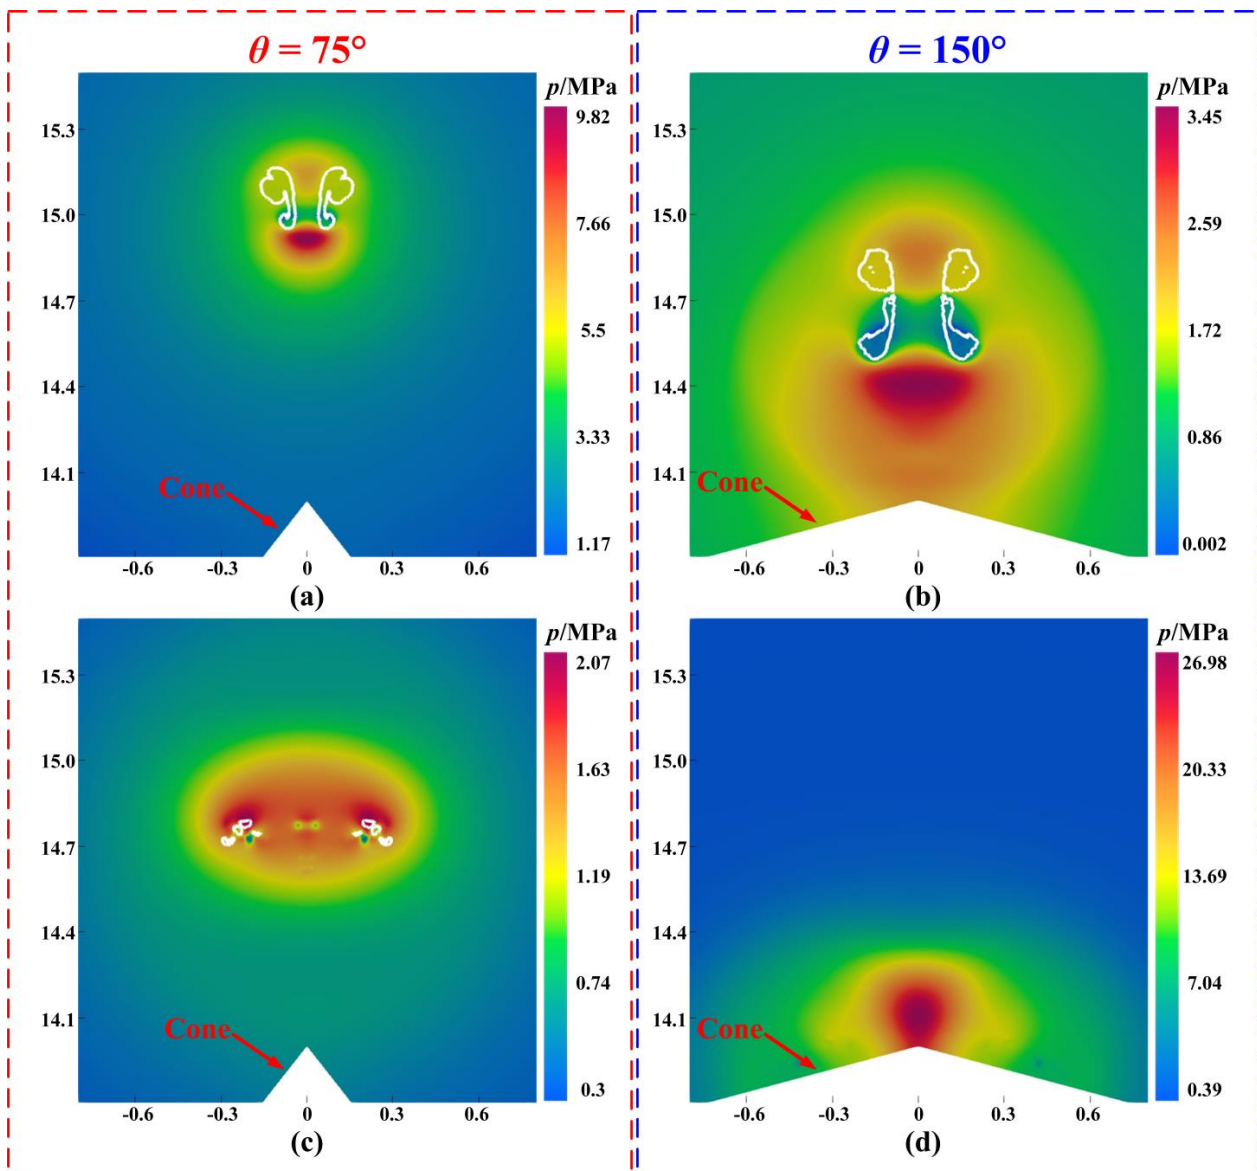 θ = 75°
θ = 150°
p/MPa
9.82
7.66
5.5
3.33
1.17
15.3
15.0
14.7
14.4
14.1
Cone
-0.6 -0.3 0 0.3 0.6
(a)
p/MPa
3.45
2.59
1.72
0.86
0.002
15.3
15.0
14.7
14.4
14.1
Cone
-0.6 -0.3 0 0.3 0.6
(b)
p/MPa
2.07
1.63
1.19
0.74
0.3
15.3
15.0
14.7
14.4
14.1
Cone
-0.6 -0.3 0 0.3 0.6
(c)
p/MPa
26.98
20.33
13.69
7.04
0.39
15.3
15.0
14.7
14.4
14.1
Cone
-0.6 -0.3 0 0.3 0.6
(d)